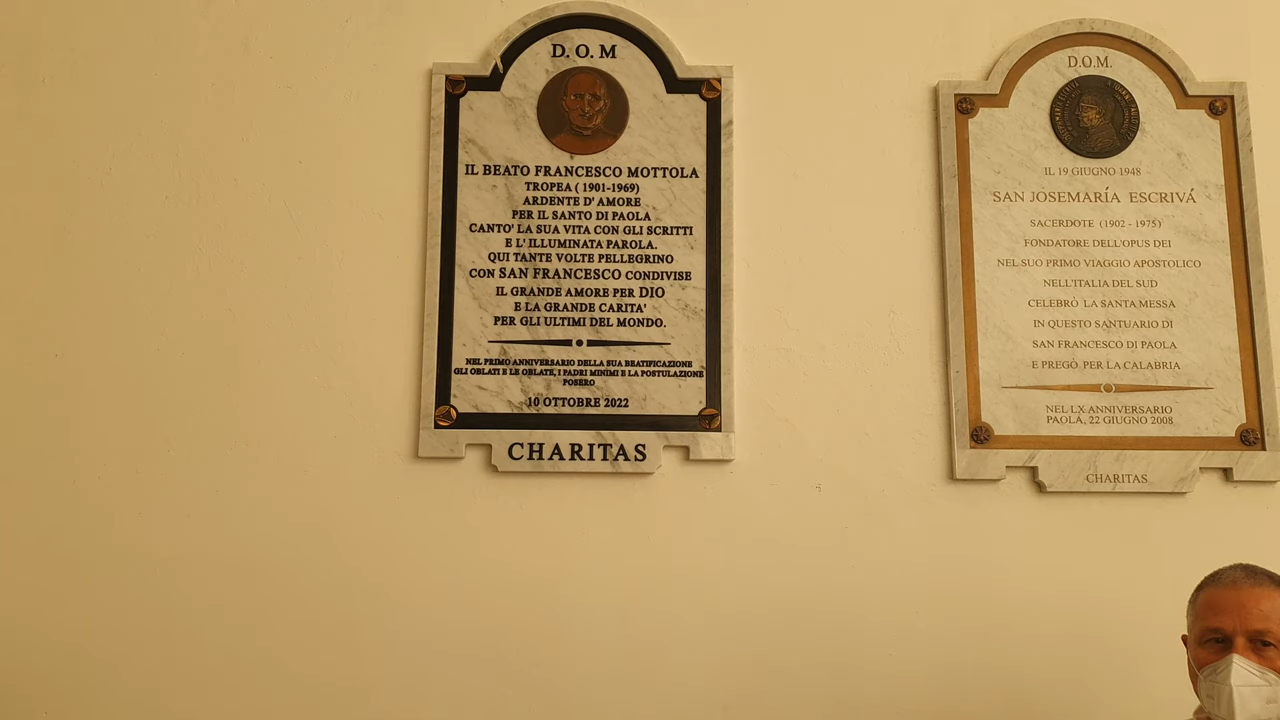 D. O. M
IL BEATO FRANCESCO MOTTOLA
TROPEA ( 1901-1969)
ARDENTE D' AMORE
PER IL SANTO DI PAOLA
CANTO' LA SUA VITA CON GLI SCRITTI
E L' ILLUMINATA PAROLA.
QUI TANTE VOLTE PELLEGRINO
CON SAN FRANCESCO CONDIVISE
IL GRANDE AMORE PER DIO
E LA GRANDE CARITA'
PER GLI ULTIMI DEL MONDO.
NEL PRIMO ANNIVERSARIO DELLA SUA BEATIFICAZIONE
GLI OBLATI E LE OBLATE, I PADRI MINIMI E LA POSTULAZIONE
POSERO
10 OTTOBRE 2022
CHARITAS
D.O.M.
IL 19 GIUGNO 1948
SAN JOSEMARÍA ESCRIVÁ
SACERDOTE (1902 - 1975)
FONDATORE DELL'OPUS DEI
NEL SUO PRIMO VIAGGIO APOSTOLICO
NELL'ITALIA DEL SUD
CELEBRÒ LA SANTA MESSA
IN QUESTO SANTUARIO DI
SAN FRANCESCO DI PAOLA
E PREGÒ PER LA CALABRIA
NEL LX ANNIVERSARIO
PAOLA, 22 GIUGNO 2008
CHARITAS